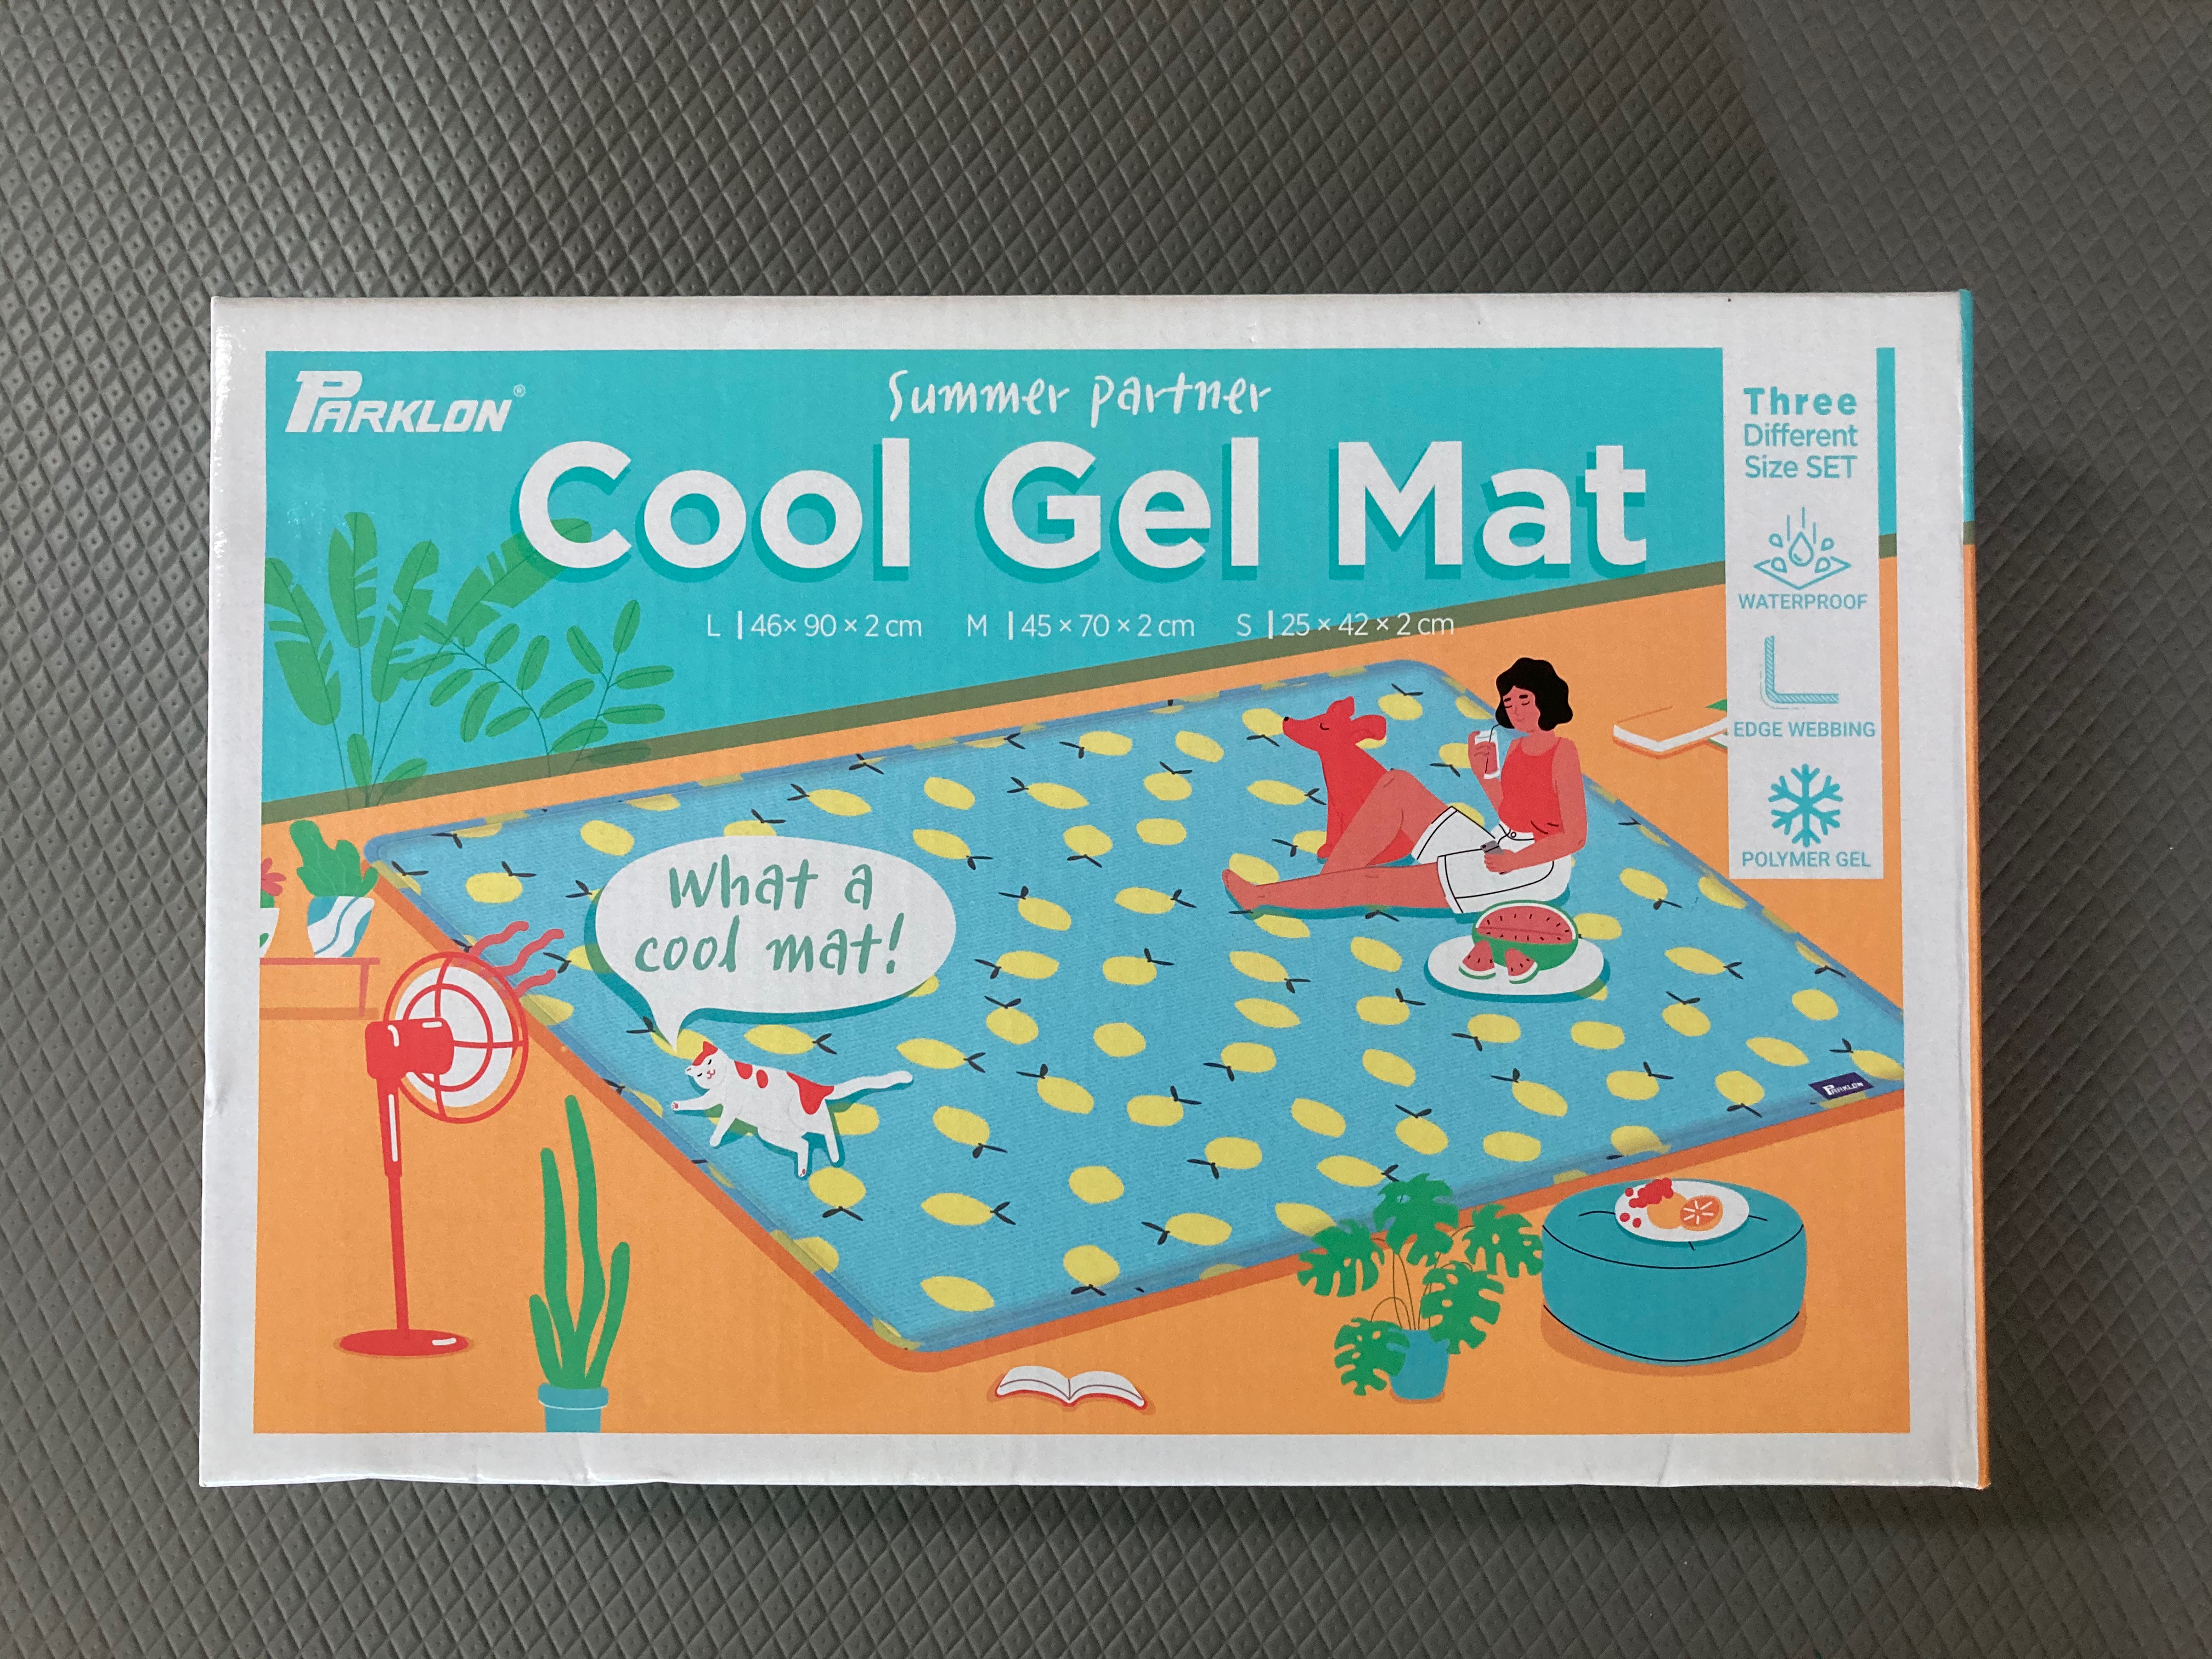 PARKLON®
Summer partner
Cool Gel Mat
L | 46× 90 × 2 cm M | 45 × 70 × 2 cm S | 25 × 42 × 2 cm
Three
Different
Size SET
WATERPROOF
EDGE WEBBING
POLYMER GEL
What a
cool mat!
PARKLON